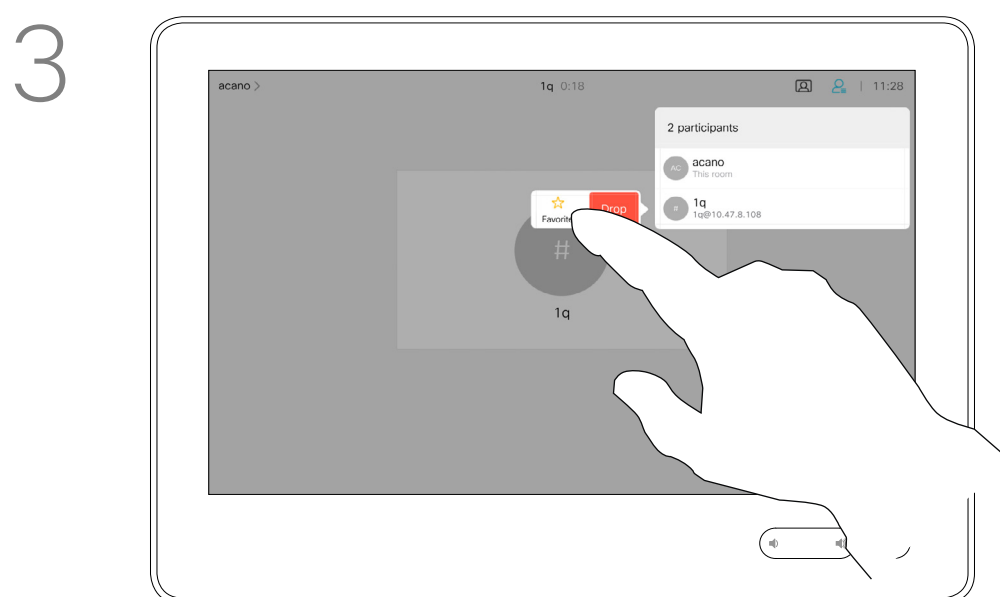 3
acano >
1q 0:18
11:28
2 participants
AC
acano
This room
#
1q
1q@10.47.8.108
Drop
#
1q